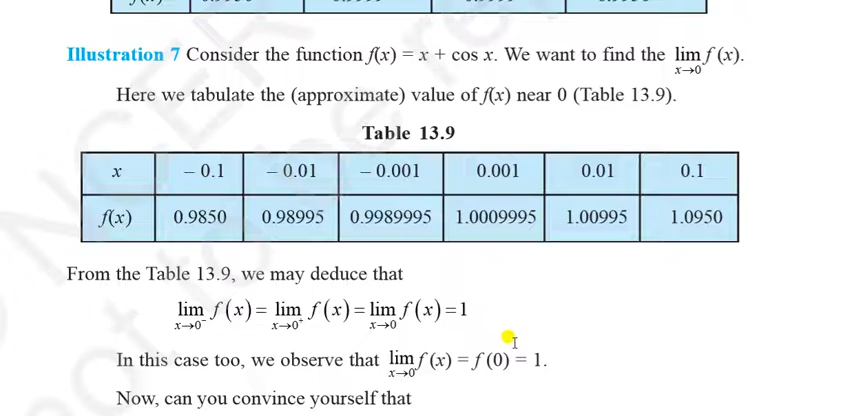 f(x)
Illustration 7 Consider the function f(x) = x + cos x. We want to find the lim f (x).
x→0
Here we tabulate the (approximate) value of f(x) near 0 (Table 13.9).
Table 13.9
x – 0.1 – 0.01 – 0.001 0.001 0.01 0.1
f(x) 0.9850 0.98995 0.9989995 1.0009995 1.00995 1.0950
From the Table 13.9, we may deduce that
lim f (x) = lim f (x) = lim f (x) = 1
x→0⁻ x→0⁺ x→0
In this case too, we observe that lim f (x) = f (0) = 1.
x→0
Now, can you convince yourself that